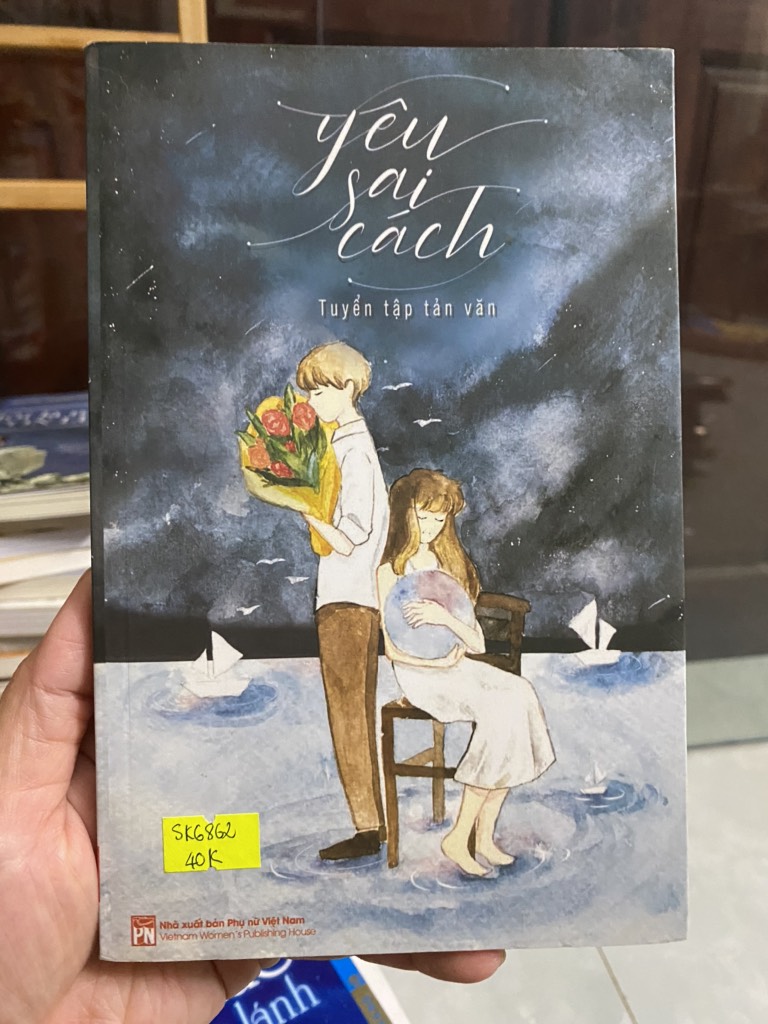 yêu
sai
cách
Tuyển tập tản văn
SK6862
40K
PN
Nhà xuất bản Phụ nữ Việt Nam
Vietnam Women's Publishing House
lánh